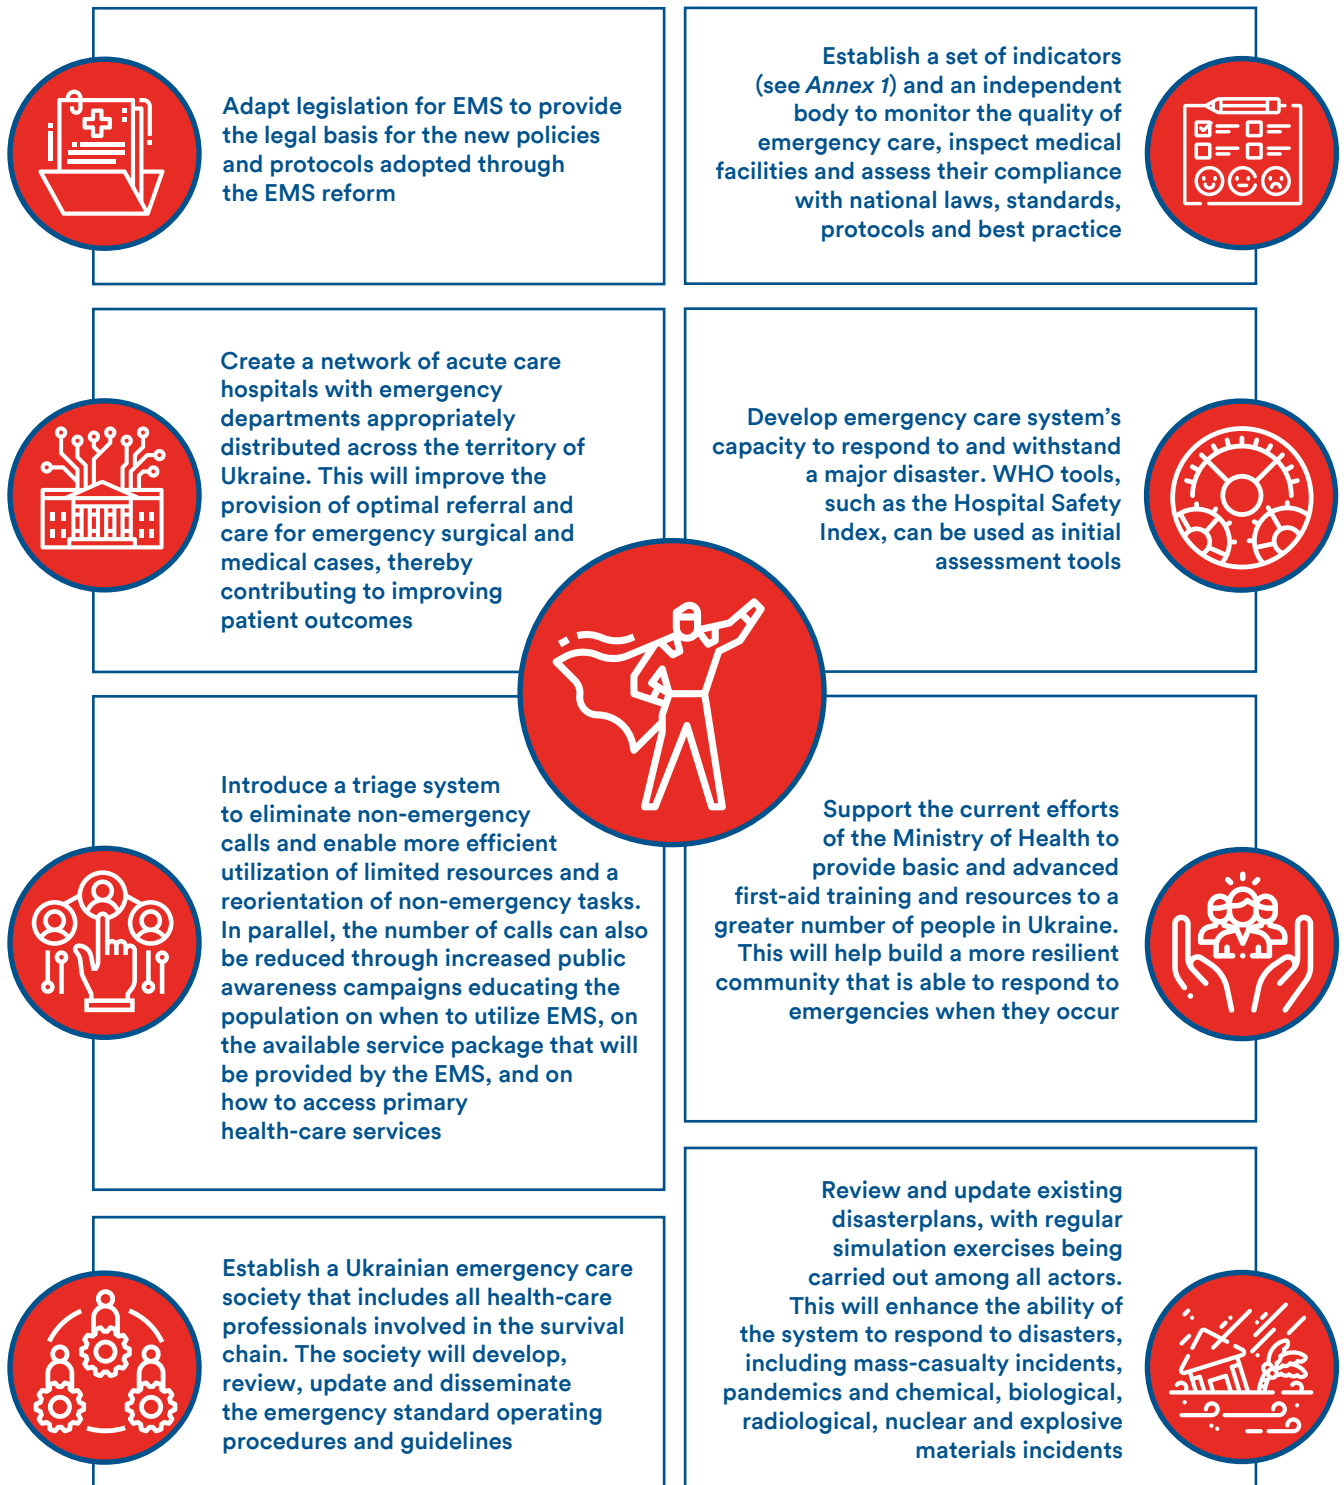 Adapt legislation for EMS to provide
the legal basis for the new policies
and protocols adopted through
the EMS reform
Establish a set of indicators
(see Annex 1) and an independent
body to monitor the quality of
emergency care, inspect medical
facilities and assess their compliance
with national laws, standards,
protocols and best practice
Create a network of acute care
hospitals with emergency
departments appropriately
distributed across the territory of
Ukraine. This will improve the
provision of optimal referral and
care for emergency surgical and
medical cases, thereby
contributing to improving
patient outcomes
Develop emergency care system’s
capacity to respond to and withstand
a major disaster. WHO tools,
such as the Hospital Safety
Index, can be used as initial
assessment tools
Introduce a triage system
to eliminate non-emergency
calls and enable more efficient
utilization of limited resources and a
reorientation of non-emergency tasks.
In parallel, the number of calls can also
be reduced through increased public
awareness campaigns educating the
population on when to utilize EMS, on
the available service package that will
be provided by the EMS, and on
how to access primary
health-care services
Support the current efforts
of the Ministry of Health to
provide basic and advanced
first-aid training and resources to a
greater number of people in Ukraine.
This will help build a more resilient
community that is able to respond to
emergencies when they occur
Establish a Ukrainian emergency care
society that includes all health-care
professionals involved in the survival
chain. The society will develop,
review, update and disseminate
the emergency standard operating
procedures and guidelines
Review and update existing
disasterplans, with regular
simulation exercises being
carried out among all actors.
This will enhance the ability of
the system to respond to disasters,
including mass-casualty incidents,
pandemics and chemical, biological,
radiological, nuclear and explosive
materials incidents